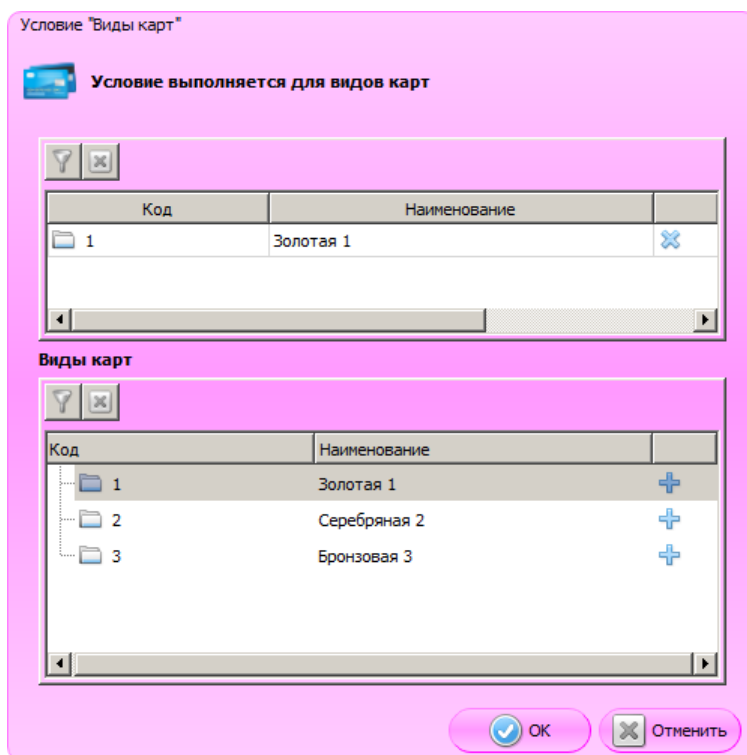 Условие "Виды карт"
Условие выполняется для видов карт
Код Наименование
1 Золотая 1
Виды карт
Код Наименование
1 Золотая 1
2 Серебряная 2
3 Бронзовая 3
ОК Отменить